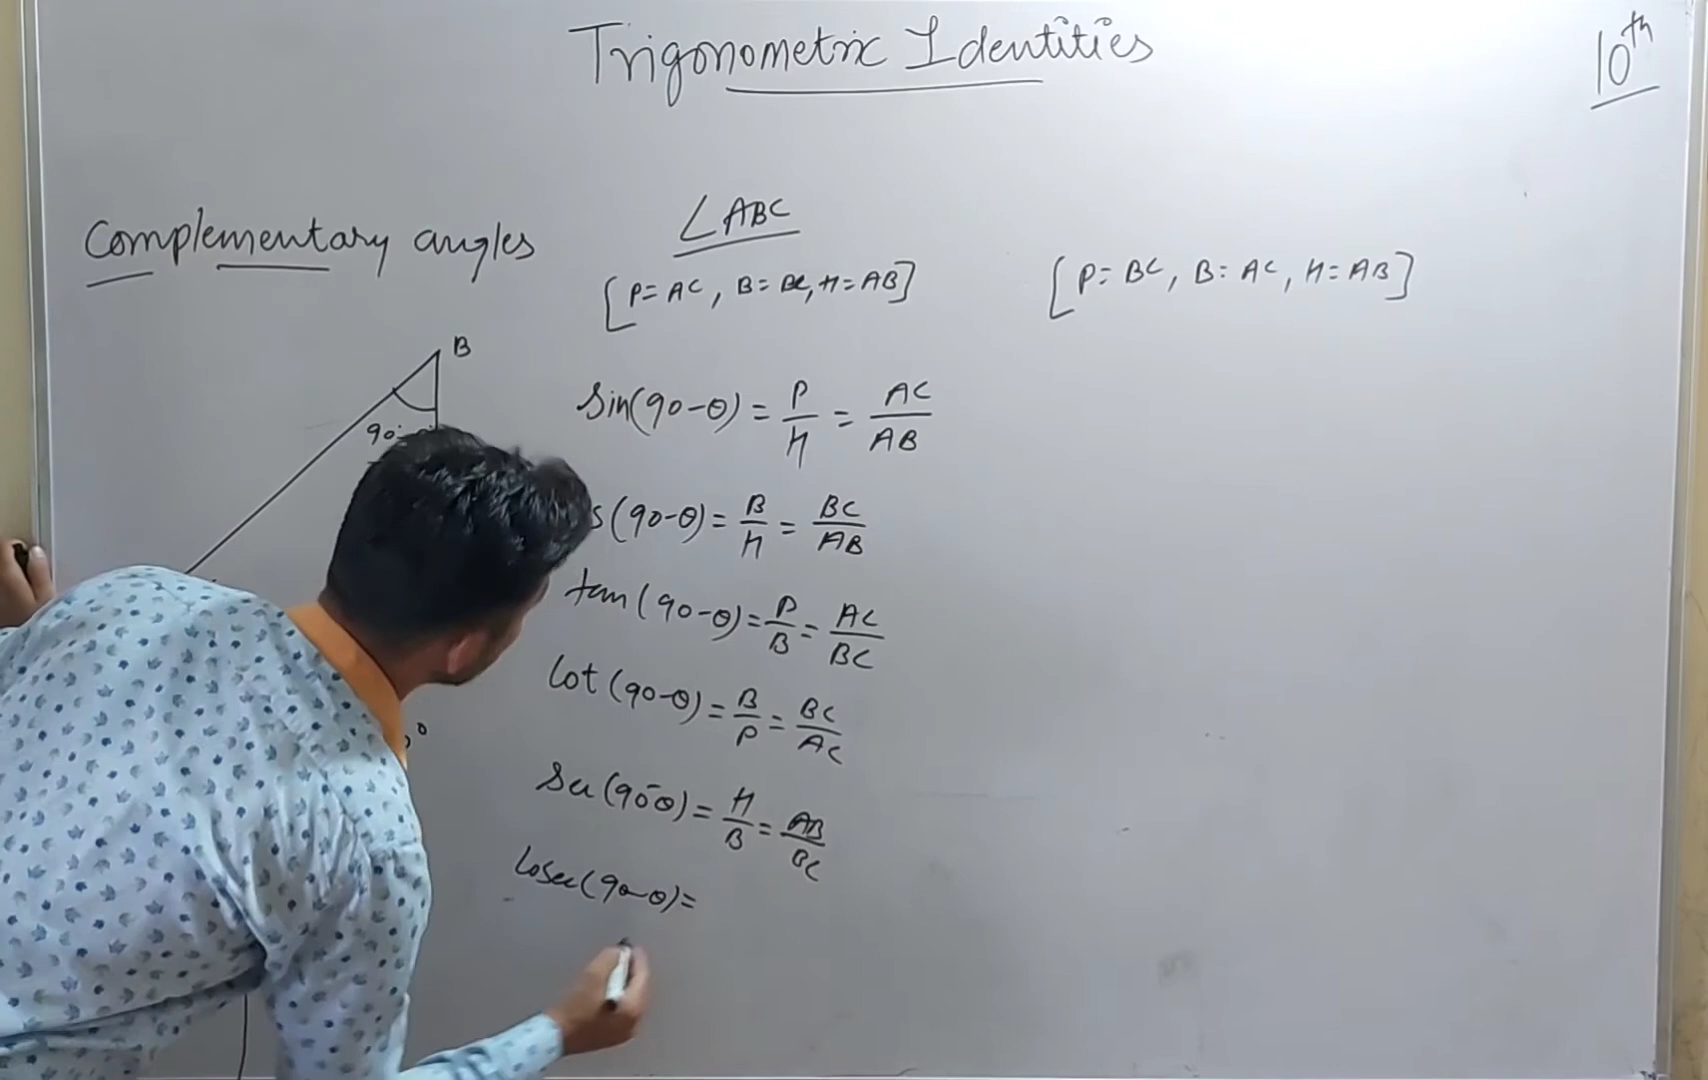 Trigonometric Identities
10th
Complementary angles
∠ABC
[P = AC, B = BC, H = AB]
[P = BC, B = AC, H = AB]
B
90°
Sin(90-θ) = P/H = AC/AB
s(90-θ) = B/H = BC/AB
tan(90-θ) = P/B = AC/BC
Cot(90-θ) = B/P = BC/AC
Sec(90-θ) = H/B = AB/BC
Cosec(90-θ) =